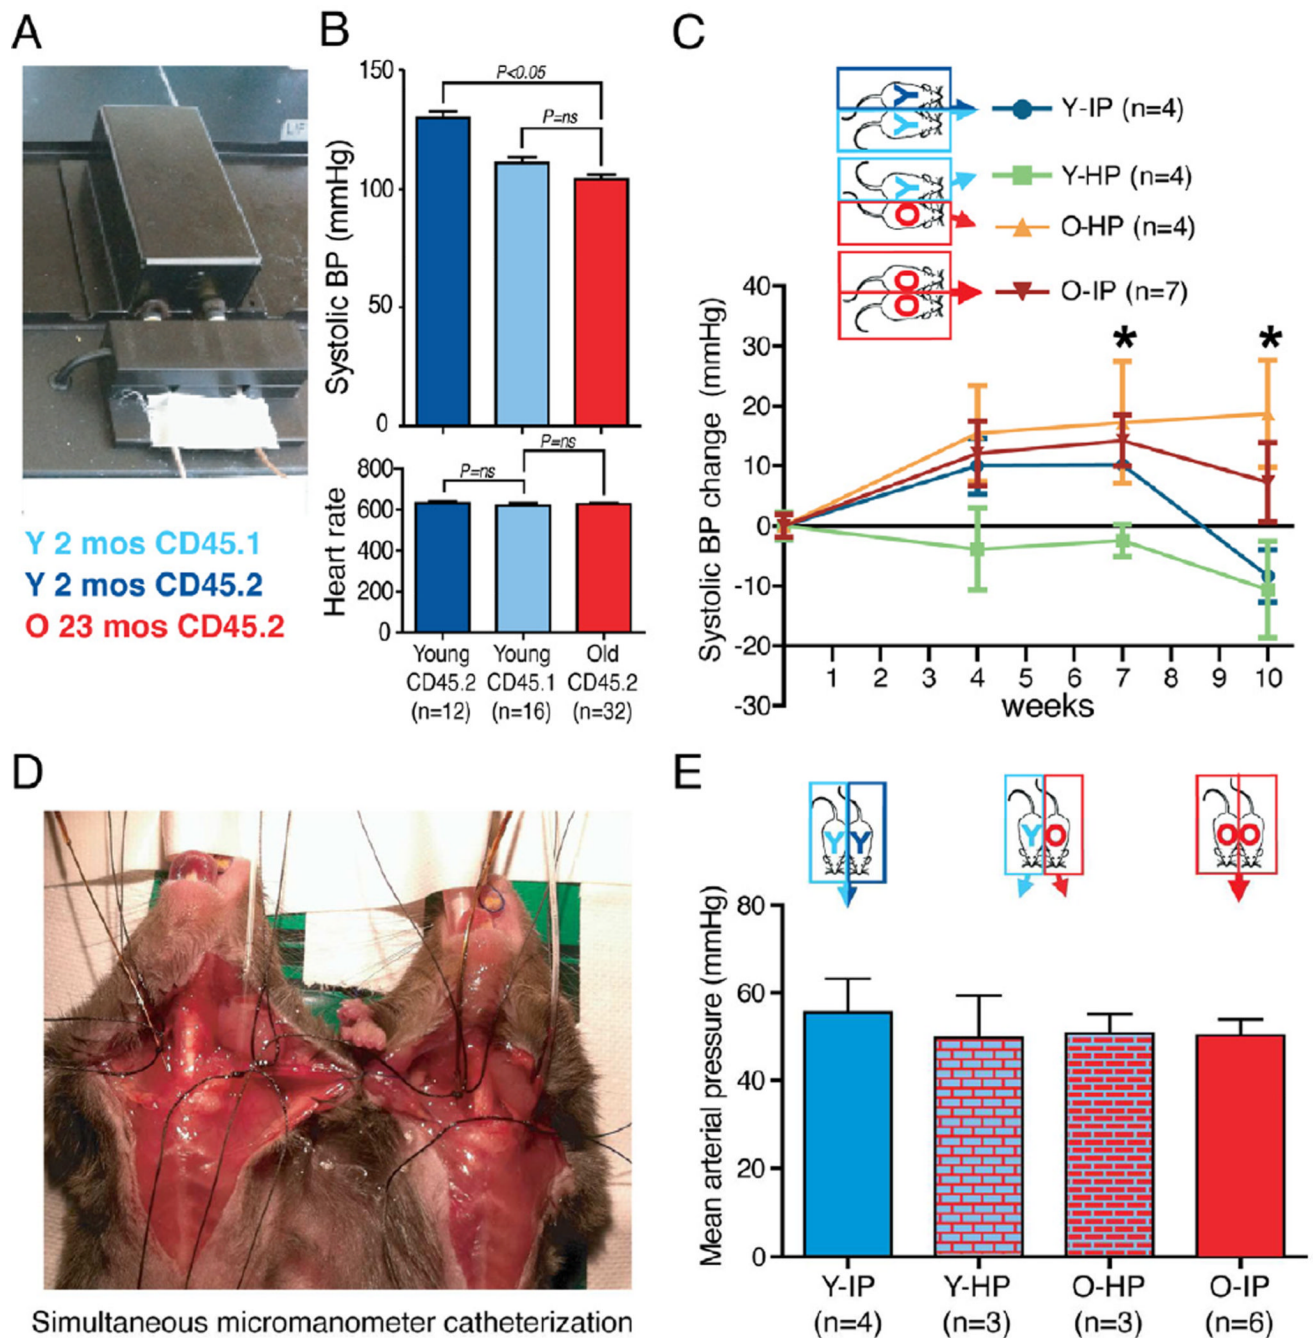 A
Y 2 mos CD45.1
Y 2 mos CD45.2
O 23 mos CD45.2
B
Systolic BP (mmHg)
150
100
50
0
P<0.05
P=ns
Heart rate
800
600
400
200
0
P=ns
P=ns
Young CD45.2 (n=12)
Young CD45.1 (n=16)
Old CD45.2 (n=32)
C
Y
Y
Y-IP (n=4)
Y
Y-HP (n=4)
O
O-HP (n=4)
O
O
O-IP (n=7)
Systolic BP change (mmHg)
40
30
20
10
0
-10
-20
-30
*
*
1 2 3 4 5 6 7 8 9 10
weeks
D
Simultaneous micromanometer catheterization
E
Y Y
Y O
O O
Mean arterial pressure (mmHg)
80
60
40
20
0
Y-IP (n=4)
Y-HP (n=3)
O-HP (n=3)
O-IP (n=6)